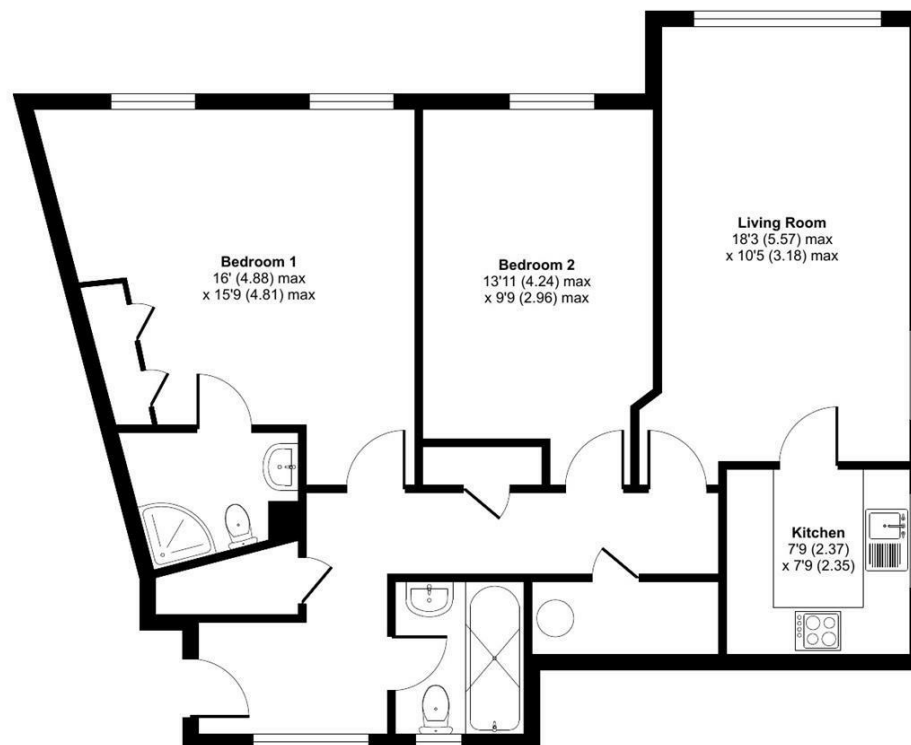 Bedroom 1
16' (4.88) max
x 15'9 (4.81) max
Bedroom 2
13'11 (4.24) max
x 9'9 (2.96) max
Living Room
18'3 (5.57) max
x 10'5 (3.18) max
Kitchen
7'9 (2.37)
x 7'9 (2.35)